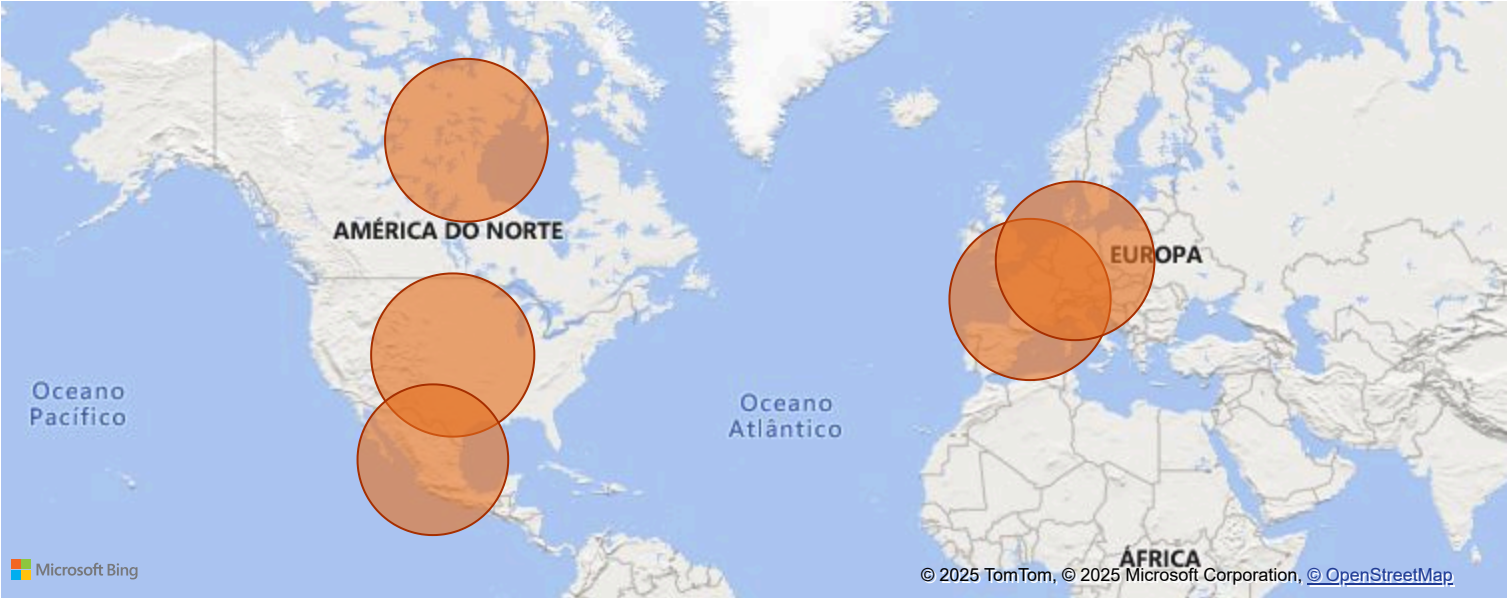 AMÉRICA DO NORTE
EUROPA
Oceano
Pacífico
Oceano
Atlântico
ÁFRICA
Microsoft Bing
© 2025 TomTom, © 2025 Microsoft Corporation, © OpenStreetMap